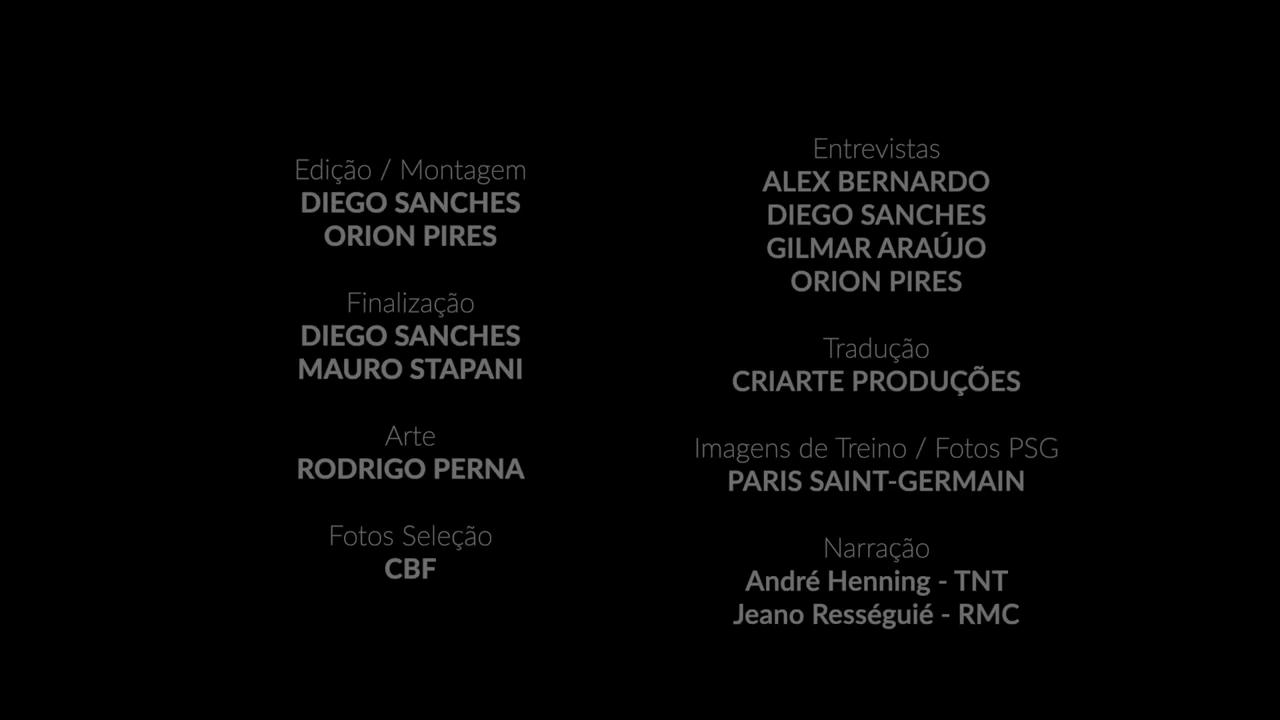 Edição / Montagem
DIEGO SANCHES
ORION PIRES
Finalização
DIEGO SANCHES
MAURO STAPANI
Arte
RODRIGO PERNA
Fotos Seleção
CBF
Entrevistas
ALEX BERNARDO
DIEGO SANCHES
GILMAR ARAÚJO
ORION PIRES
Tradução
CRIARTE PRODUÇÕES
Imagens de Treino / Fotos PSG
PARIS SAINT-GERMAIN
Narração
André Henning - TNT
Jeano Rességuié - RMC